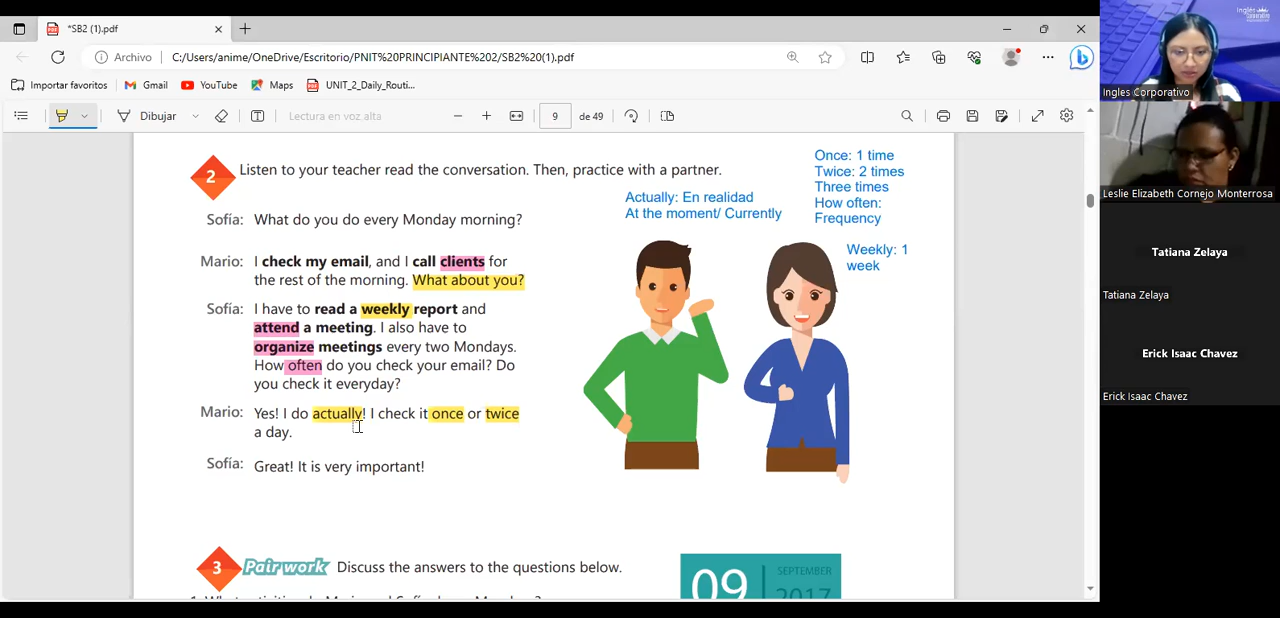 *SB2 (1).pdf
Archivo
C:/Users/anime/OneDrive/Escritorio/PNIT%20PRINCIPIANTE%202/SB2%20(1).pdf
Importar favoritos
Gmail
YouTube
Maps
UNIT_2_Daily_Routi...
Dibujar
Lectura en voz alta
9
de 49
2
Listen to your teacher read the conversation. Then, practice with a partner.
Once: 1 time
Twice: 2 times
Three times
How often:
Frequency
Actually: En realidad
At the moment/ Currently
Weekly: 1
week
Sofía: What do you do every Monday morning?
Mario: I check my email, and I call clients for
the rest of the morning. What about you?
Sofía: I have to read a weekly report and
attend a meeting. I also have to
organize meetings every two Mondays.
How often do you check your email? Do
you check it everyday?
Mario: Yes! I do actually! I check it once or twice
a day.
Sofía: Great! It is very important!
3
Pair work Discuss the answers to the questions below.
09
SEPTEMBER
2017
Inglés
Ingles Corporativo
Leslie Elizabeth Cornejo Monterrosa
Tatiana Zelaya
Tatiana Zelaya
Erick Isaac Chavez
Erick Isaac Chavez